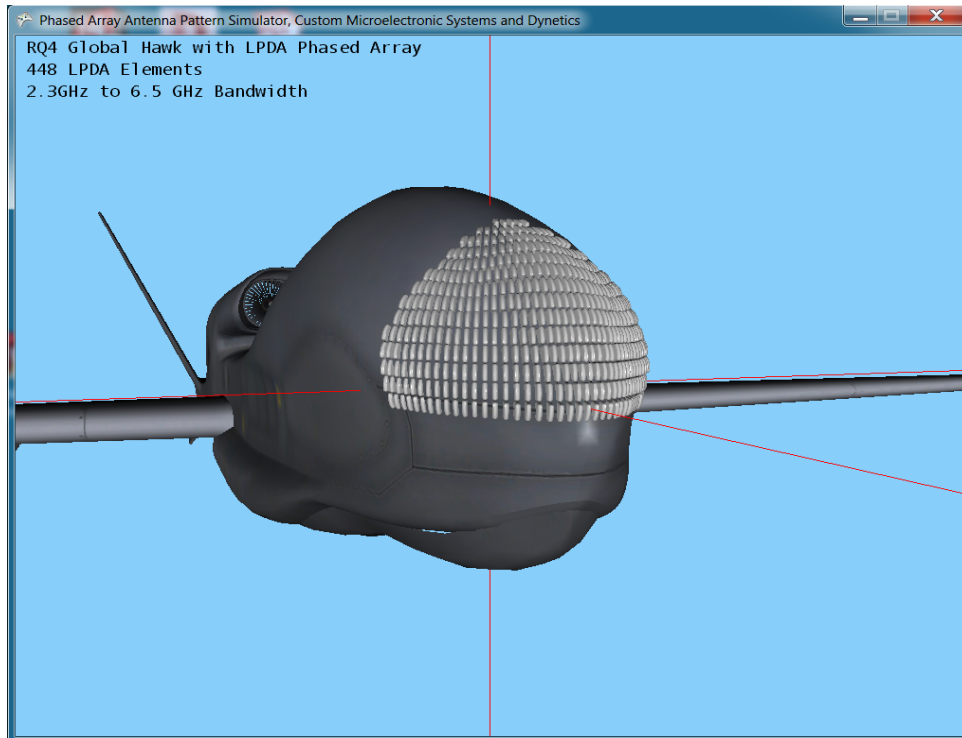 Phased Array Antenna Pattern Simulator, Custom Microelectronic Systems and Dynetics
RQ4 Global Hawk with LPDA Phased Array
448 LPDA Elements
2.3GHz to 6.5 GHz Bandwidth